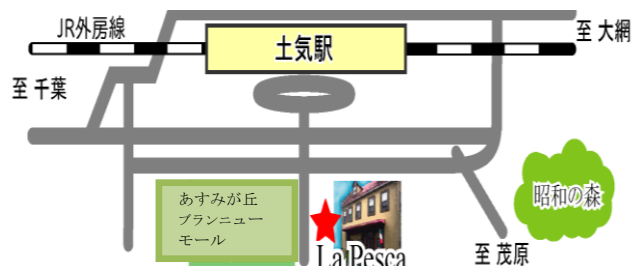 JR外房線
土気駅
至 大網
至 千葉
あすみが丘
ブランニュー
モール
昭和の森
La Pesca
至 茂原